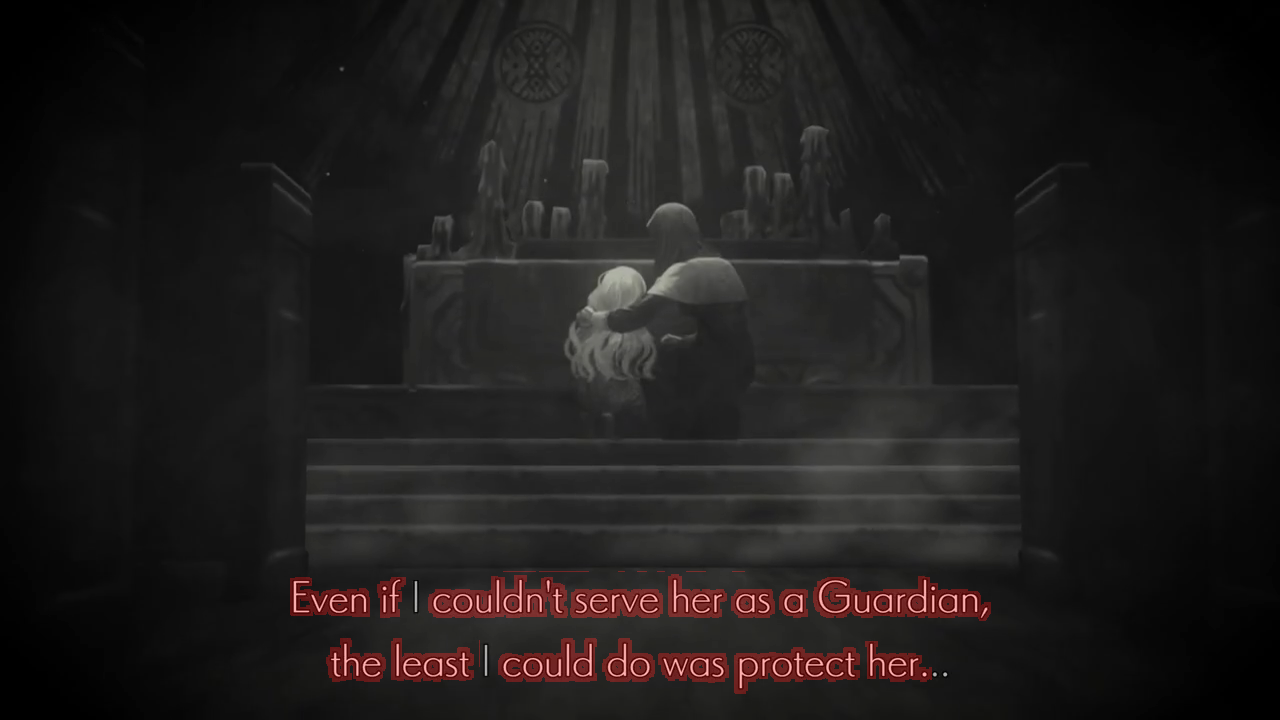 Even if I couldn't serve her as a Guardian,
the least I could do was protect her...